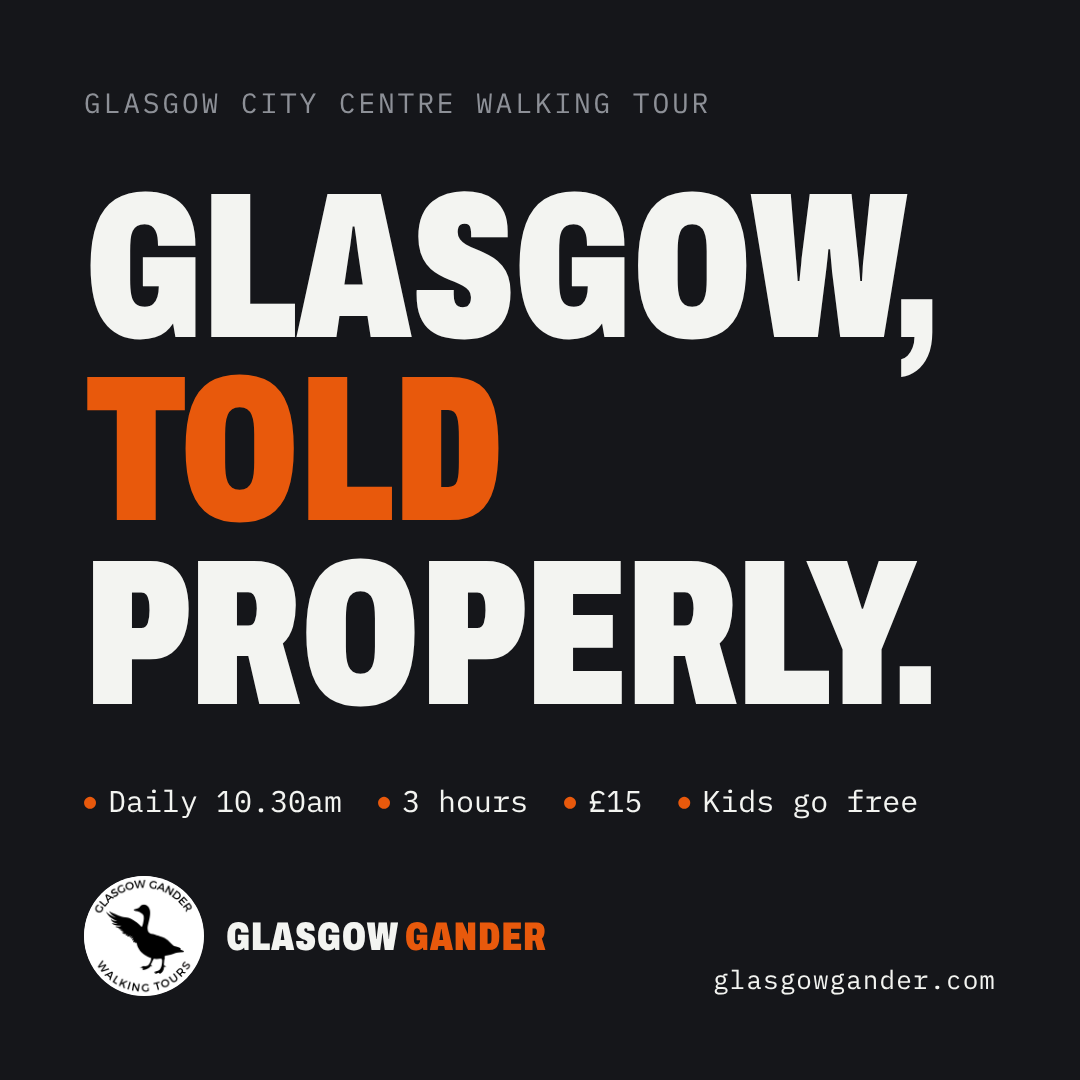 GLASGOW CITY CENTRE WALKING TOUR
GLASGOW,
TOLD
PROPERLY.
• Daily 10.30am • 3 hours • £15 • Kids go free
GLASGOW GANDER
WALKING TOURS
GLASGOW GANDER
glasgowgander.com